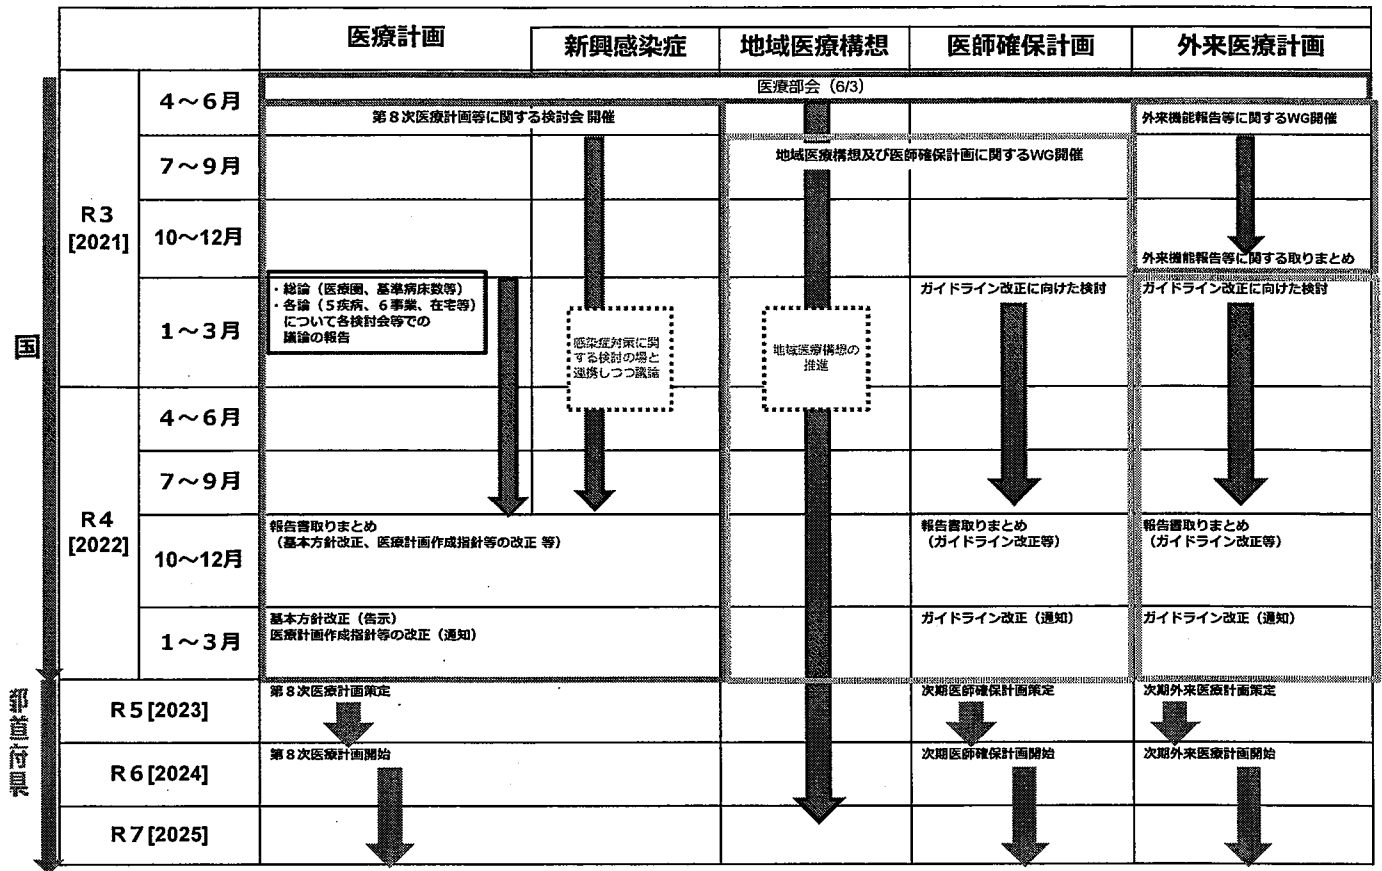 医療計画
新興感染症
地域医療構想
医師確保計画
外来医療計画
国
都道府県
R3
[2021]
4～6月
医療部会（6/3）
第8次医療計画等に関する検討会 開催
外来機能報告等に関するWG開催
7～9月
地域医療構想及び医師確保計画に関するWG開催
10～12月
外来機能報告等に関する取りまとめ
1～3月
・総論（医療圏、基準病床数等）
・各論（5疾病、6事業、在宅等）
について各検討会等での
議論の報告
感染症対策に関
する検討の場と
連携しつつ議論
地域医療構想の
推進
ガイドライン改正に向けた検討
ガイドライン改正に向けた検討
R4
[2022]
4～6月
7～9月
10～12月
報告書取りまとめ
（基本方針改正、医療計画作成指針等の改正 等）
報告書取りまとめ
（ガイドライン改正等）
報告書取りまとめ
（ガイドライン改正等）
1～3月
基本方針改正（告示）
医療計画作成指針等の改正（通知）
ガイドライン改正（通知）
ガイドライン改正（通知）
R5[2023]
第8次医療計画策定
次期医師確保計画策定
次期外来医療計画策定
R6[2024]
第8次医療計画開始
次期医師確保計画開始
次期外来医療計画開始
R7[2025]